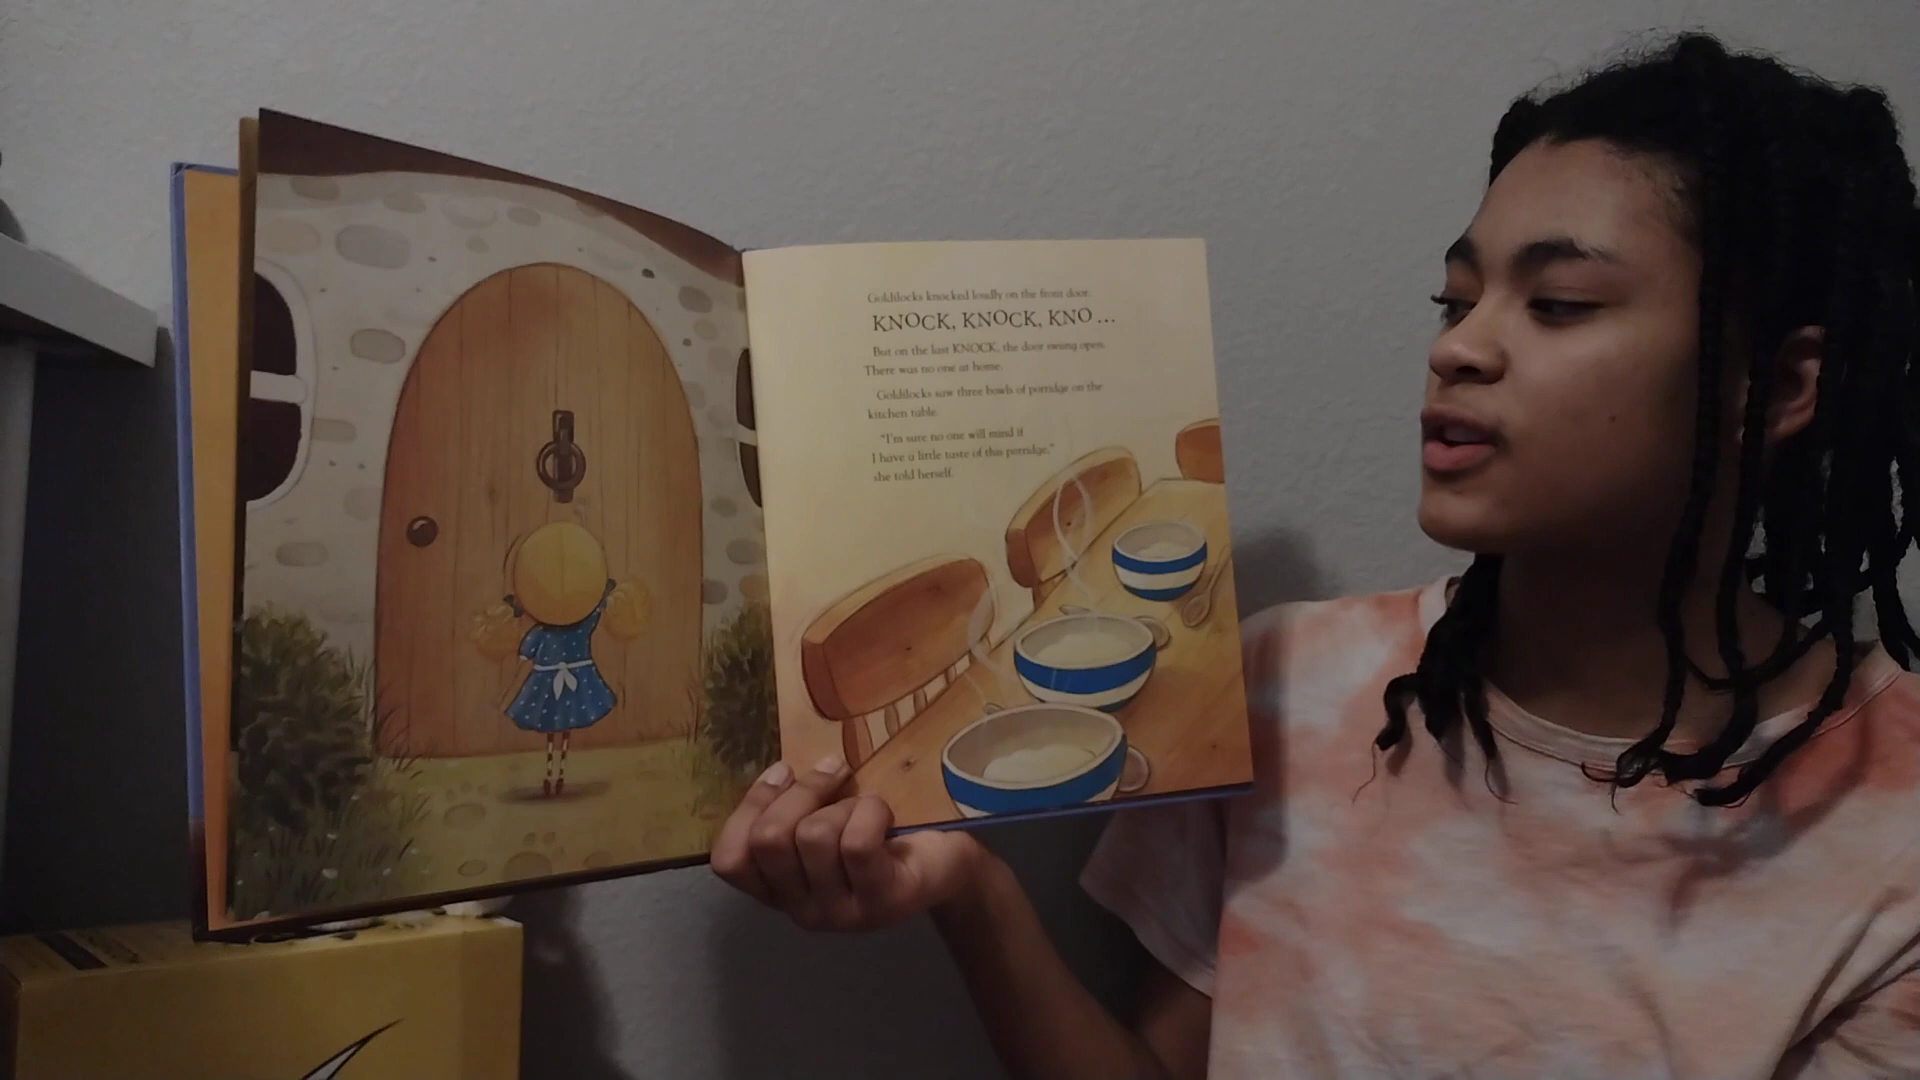 Goldilocks knocked loudly on the front door.
KNOCK, KNOCK, KNO ...
But on the last KNOCK, the door swung open.
There was no one at home.
Goldilocks saw three bowls of porridge on the
kitchen table.
"I'm sure no one will mind if
I have a little taste of this porridge,"
she told herself.